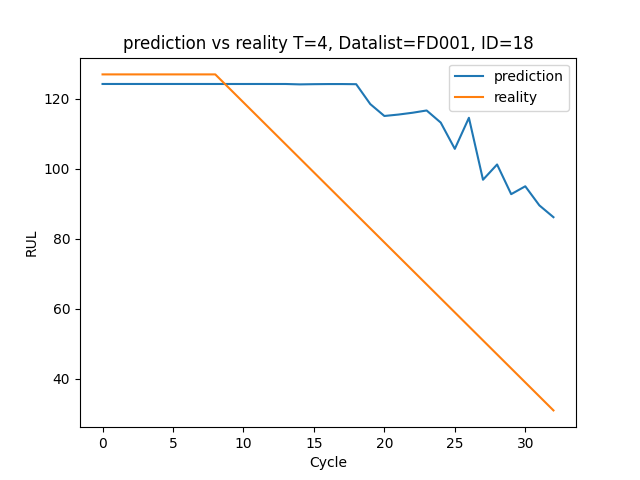 prediction vs reality T=4, Datalist=FD001, ID=18
prediction
reality
120
100
80
60
40
RUL
0 5 10 15 20 25 30
Cycle